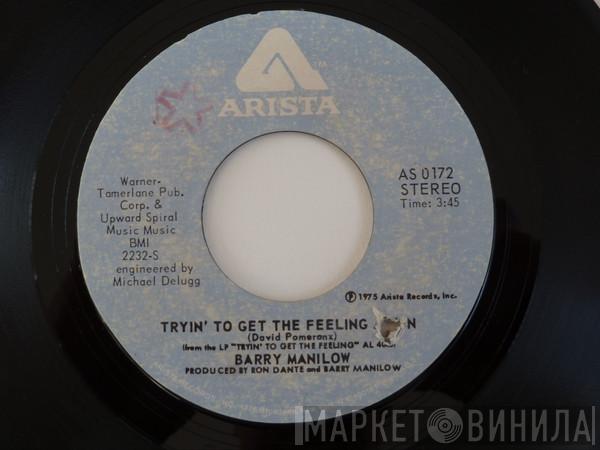 TM
ARISTA
Warner-
Tamerlane Pub.
Corp. &
Upward Spiral
Music Music
BMI
2232-S
engineered by
Michael Delugg
AS 0172
STEREO
Time: 3:45
℗ 1975 Arista Records, Inc.
TRYIN' TO GET THE FEELING
(David Pomeranz)
(from the LP "TRYIN' TO GET THE FEELING" AL
BARRY MANILOW
PRODUCED BY RON DANTE and BARRY MANILOW
МАРКЕТ ВИНИЛА